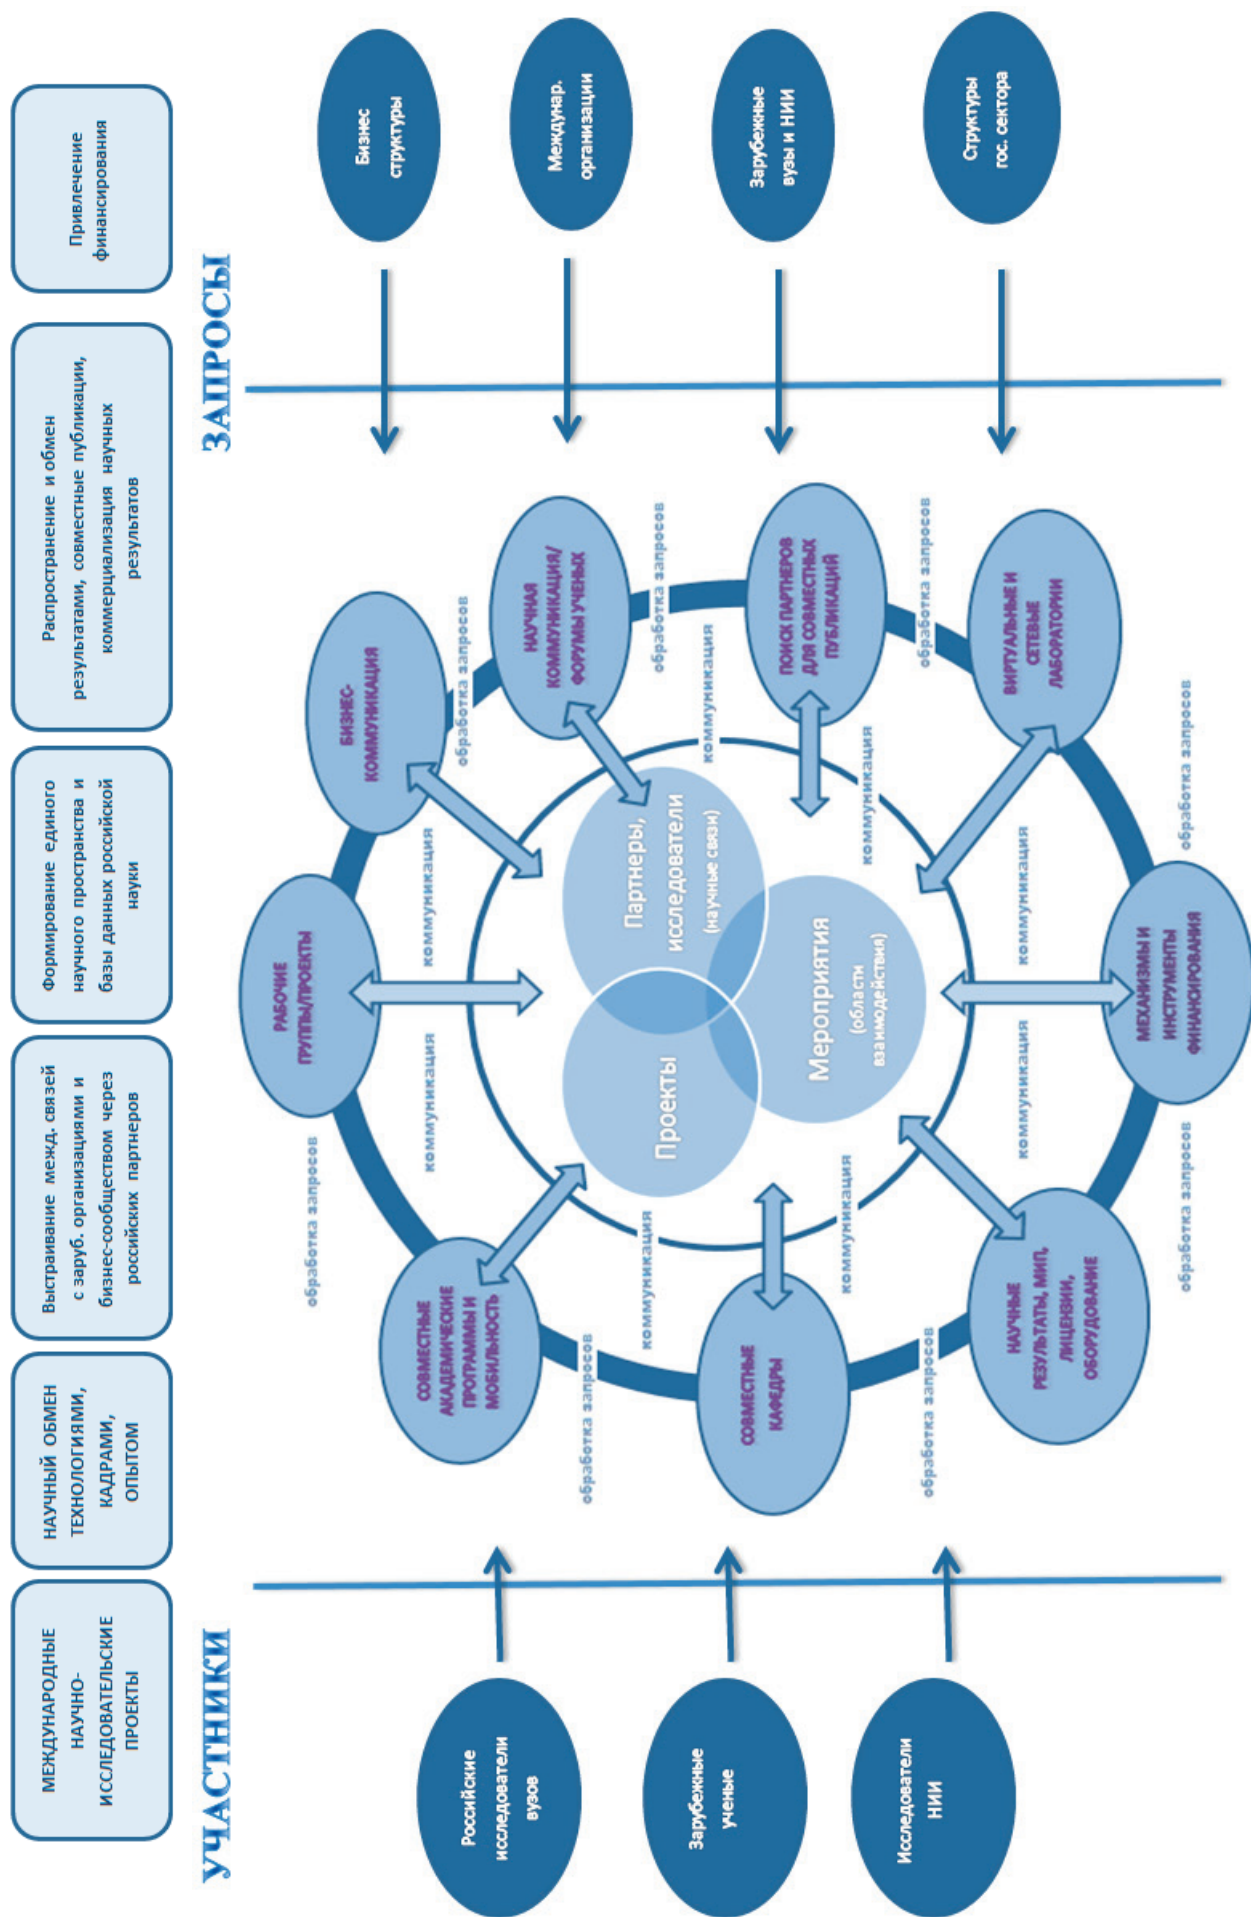 МЕЖДУНАРОДНЫЕ
НАУЧНО-
ИССЛЕДОВАТЕЛЬСКИЕ
ПРОЕКТЫ
НАУЧНЫЙ ОБМЕН
ТЕХНОЛОГИЯМИ,
КАДРАМИ,
ОПЫТОМ
Выстраивание межд. связей
с заруб. организациями и
бизнес-сообществом через
российских партнеров
Формирование единого
научного пространства и
базы данных российской
науки
Распространение и обмен
результатами, совместные публикации,
коммерциализация научных
результатов
Привлечение
финансирования
УЧАСТНИКИ
ЗАПРОСЫ
Российские
исследователи
вузов
Зарубежные
ученые
Исследователи
НИИ
РАБОЧИЕ
ГРУППЫ/ПРОЕКТЫ
БИЗНЕС-
КОММУНИКАЦИЯ
НАУЧНАЯ
КОММУНИКАЦИЯ/
ФОРУМЫ УЧЕНЫХ
ПОИСК ПАРТНЕРОВ
ДЛЯ СОВМЕСТНЫХ
ПУБЛИКАЦИЙ
ВИРТУАЛЬНЫЕ И
СЕТЕВЫЕ
ЛАБОРАТОРИИ
МЕХАНИЗМЫ И
ИНСТРУМЕНТЫ
ФИНАНСИРОВАНИЯ
НАУЧНЫЕ
РЕЗУЛЬТАТЫ, МИП,
ЛИЦЕНЗИИ,
ОБОРУДОВАНИЕ
СОВМЕСТНЫЕ
КАФЕДРЫ
СОВМЕСТНЫЕ
АКАДЕМИЧЕСКИЕ
ПРОГРАММЫ И
МОБИЛЬНОСТЬ
обработка запросов
обработка запросов
обработка запросов
обработка запросов
обработка запросов
обработка запросов
обработка запросов
обработка запросов
коммуникация
коммуникация
коммуникация
коммуникация
коммуникация
коммуникация
коммуникация
коммуникация
Проекты
Партнеры,
исследователи
(научные связи)
Мероприятия
(области
взаимодействия)
Бизнес
структуры
Междунар.
организации
Зарубежные
вузы и НИИ
Структуры
гос. сектора